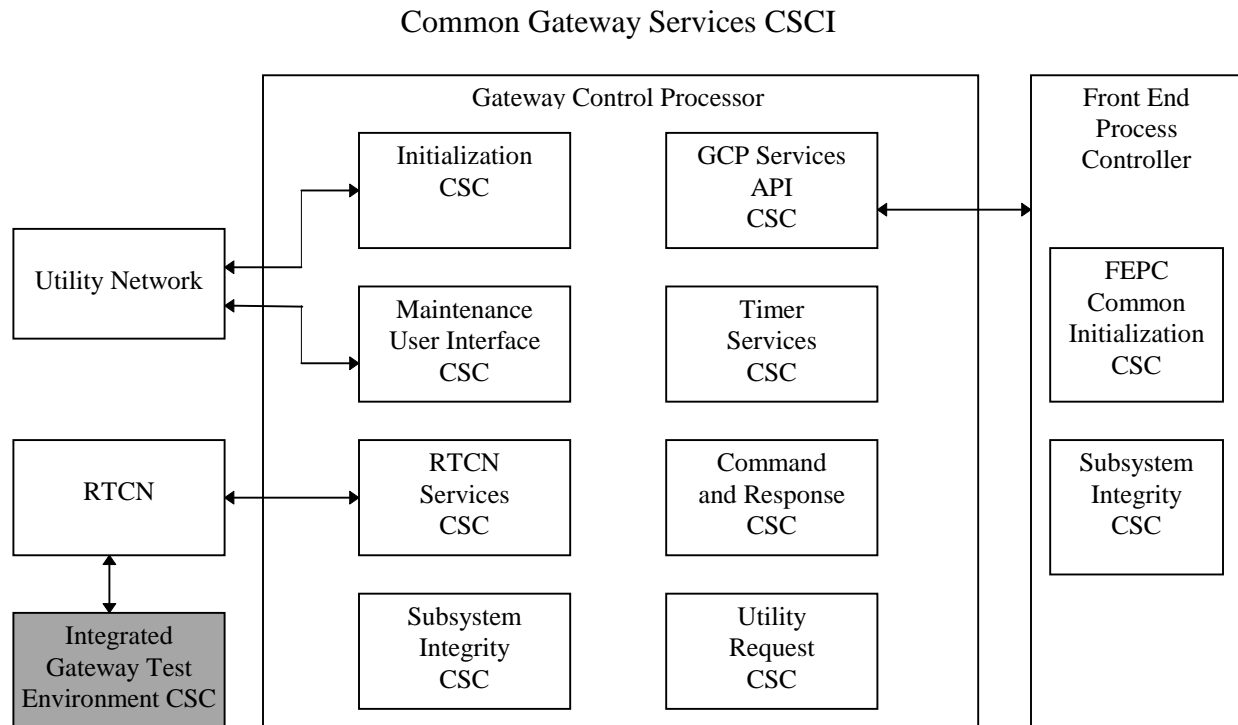 Common Gateway Services CSCI
Gateway Control Processor
Front End
Process
Controller
Initialization
CSC
GCP Services
API
CSC
Utility Network
FEPC
Common
Initialization
CSC
Maintenance
User Interface
CSC
Timer
Services
CSC
RTCN
RTCN
Services
CSC
Command
and Response
CSC
Subsystem
Integrity
CSC
Integrated
Gateway Test
Environment CSC
Subsystem
Integrity
CSC
Utility
Request
CSC